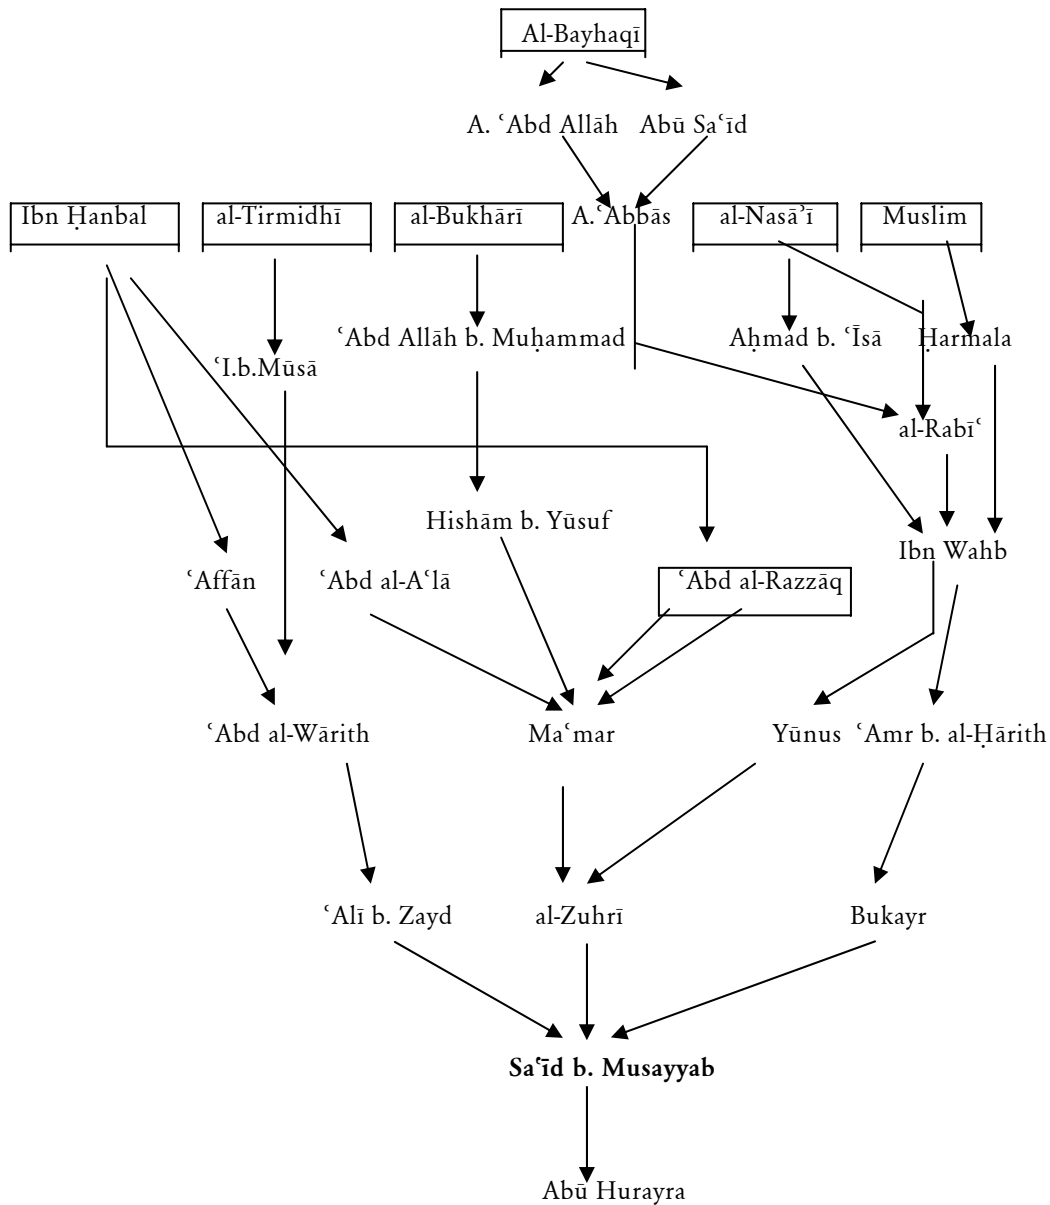 Al-Bayhaqī
A. ʿAbd Allāh Abū Saʿīd
Ibn Ḥanbal al-Tirmidhī al-Bukhārī A.ʿAbbās al-Nasāʾī Muslim
ʿAbd Allāh b. Muḥammad Aḥmad b. ʿĪsā Ḥarmala
ʿI.b.Mūsā
al-Rabīʿ
Hishām b. Yūsuf
Ibn Wahb
ʿAffān ʿAbd al-Aʿlā ʿAbd al-Razzāq
ʿAbd al-Wārith Maʿmar Yūnus ʿAmr b. al-Ḥārith
ʿAlī b. Zayd al-Zuhrī Bukayr
Saʿīd b. Musayyab
Abū Hurayra